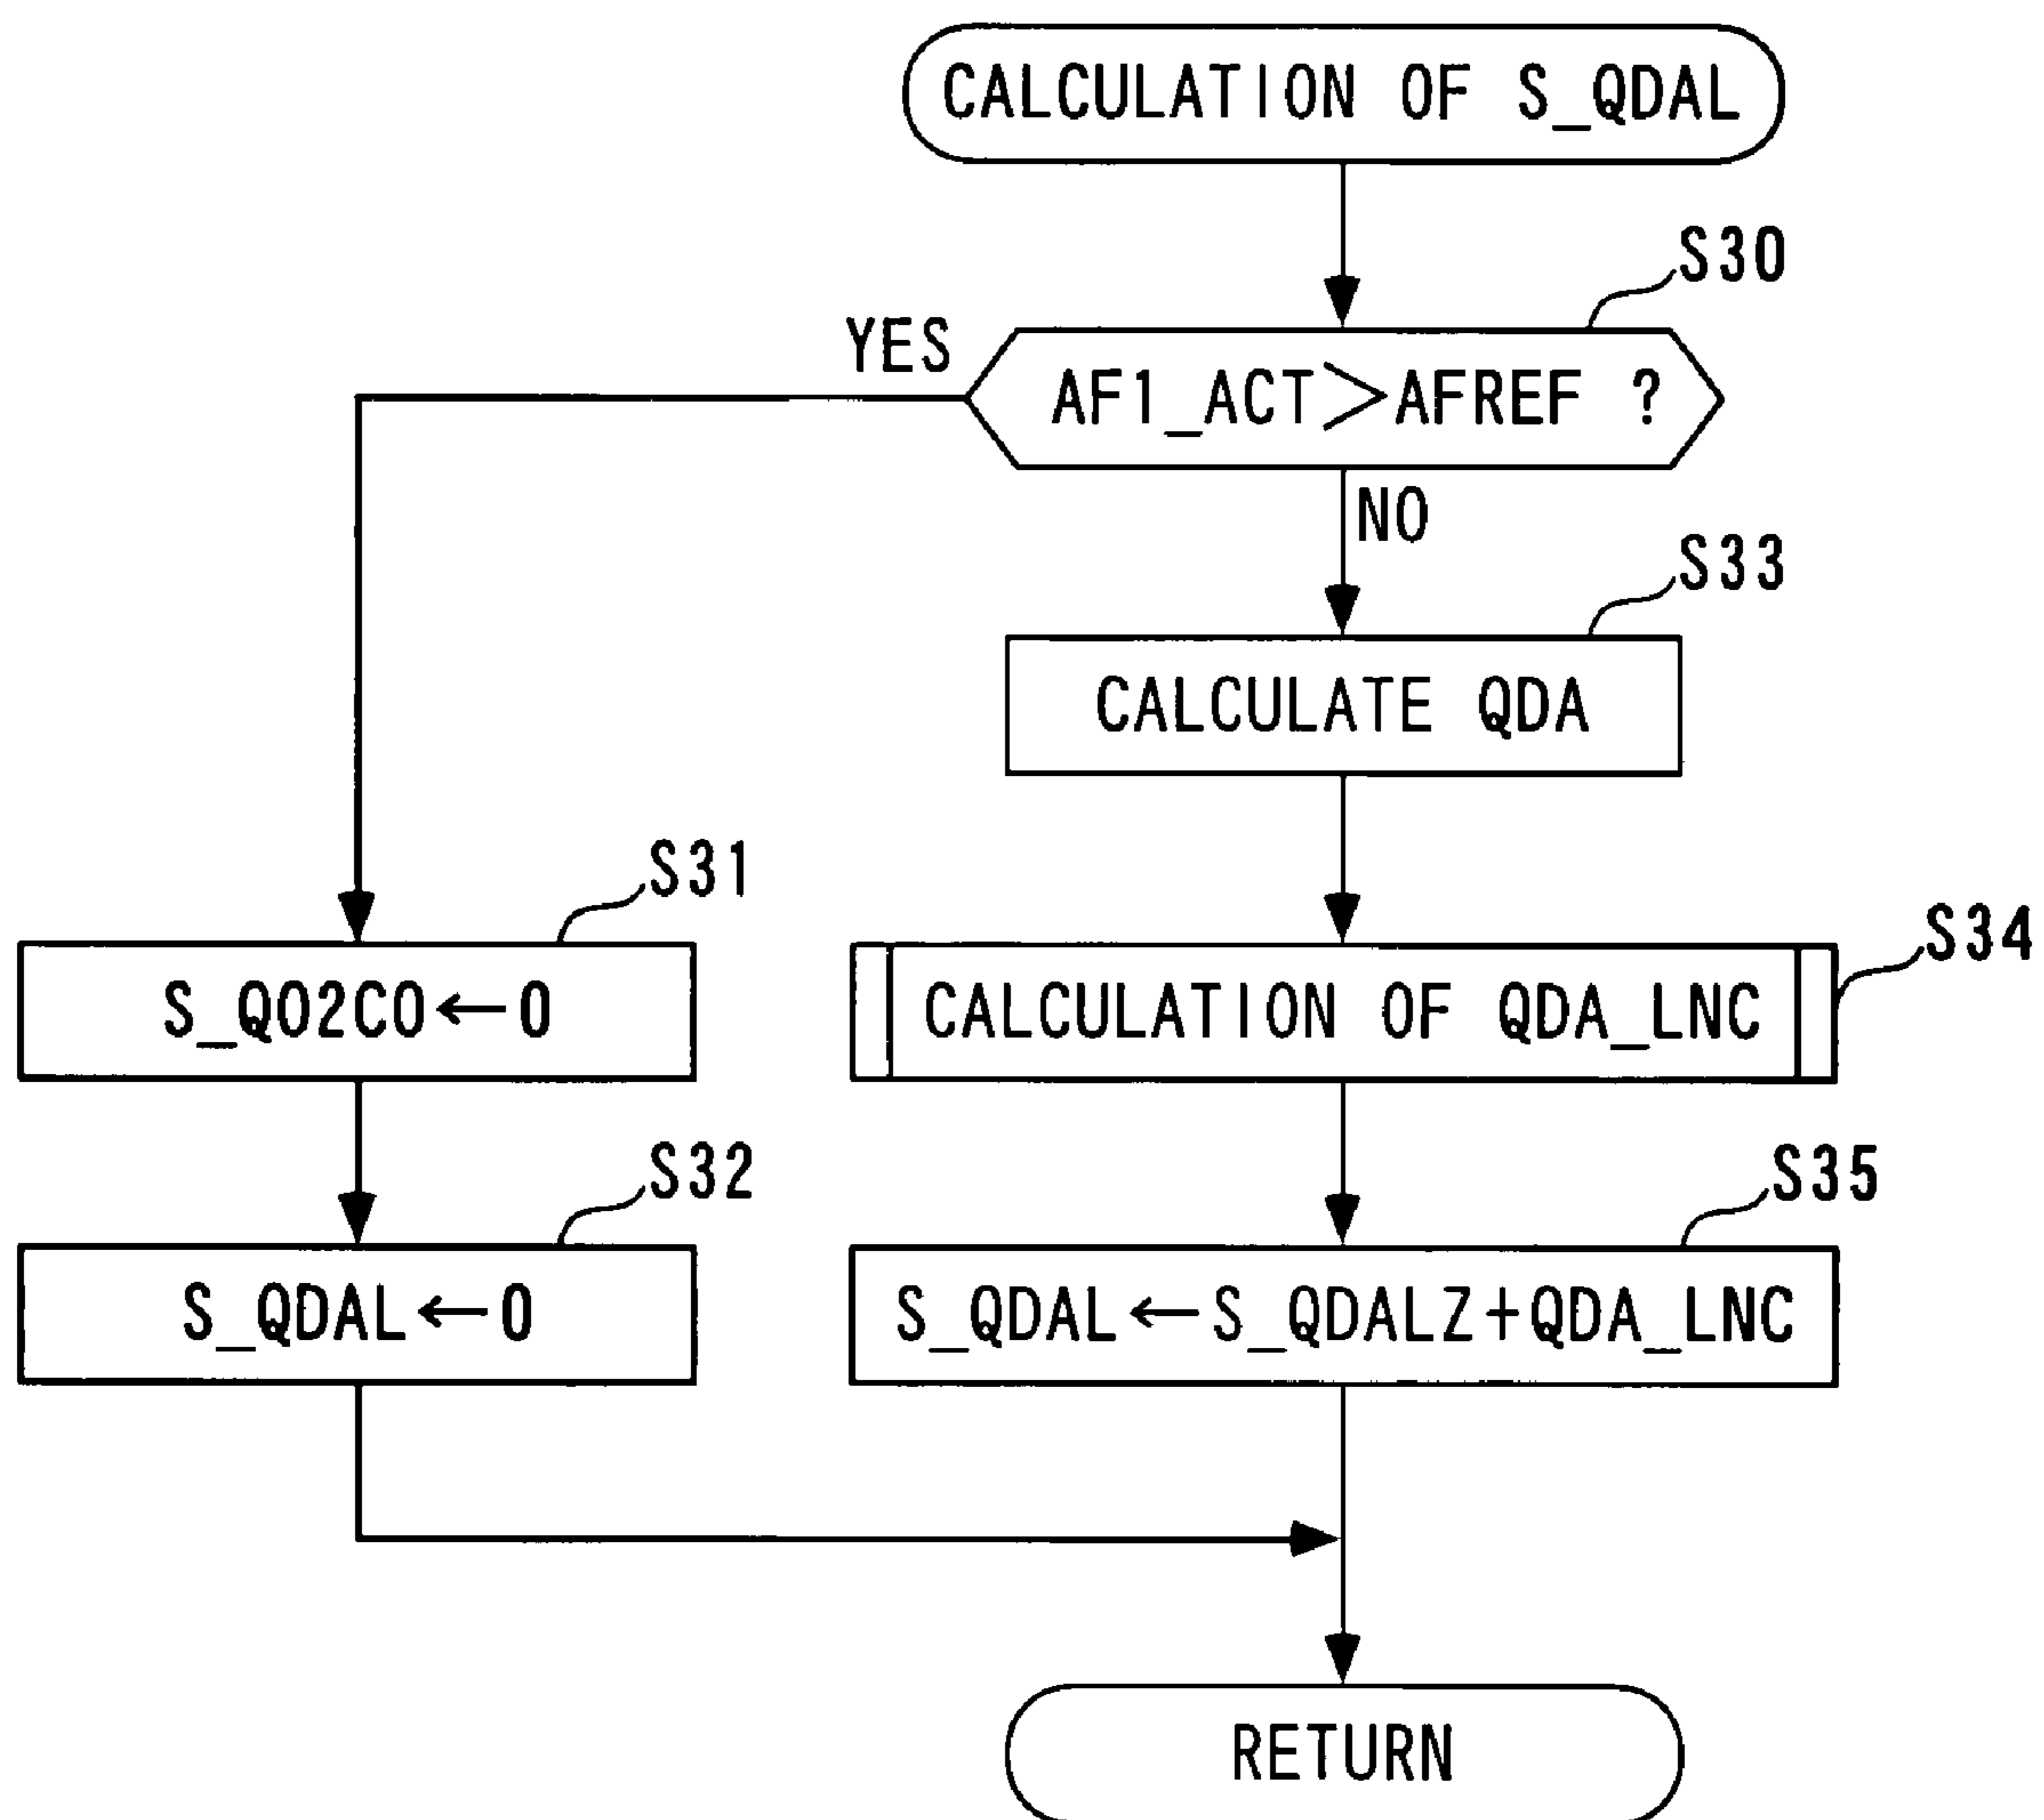 CALCULATION OF S_QDAL
S30
YES
AF1_ACT>AFREF ?
NO
S33
CALCULATE QDA
S31
S34
S_QO2CO←0
CALCULATION OF QDA_LNC
S32
S35
S_QDAL←0
S_QDAL←S_QDALZ+QDA_LNC
RETURN